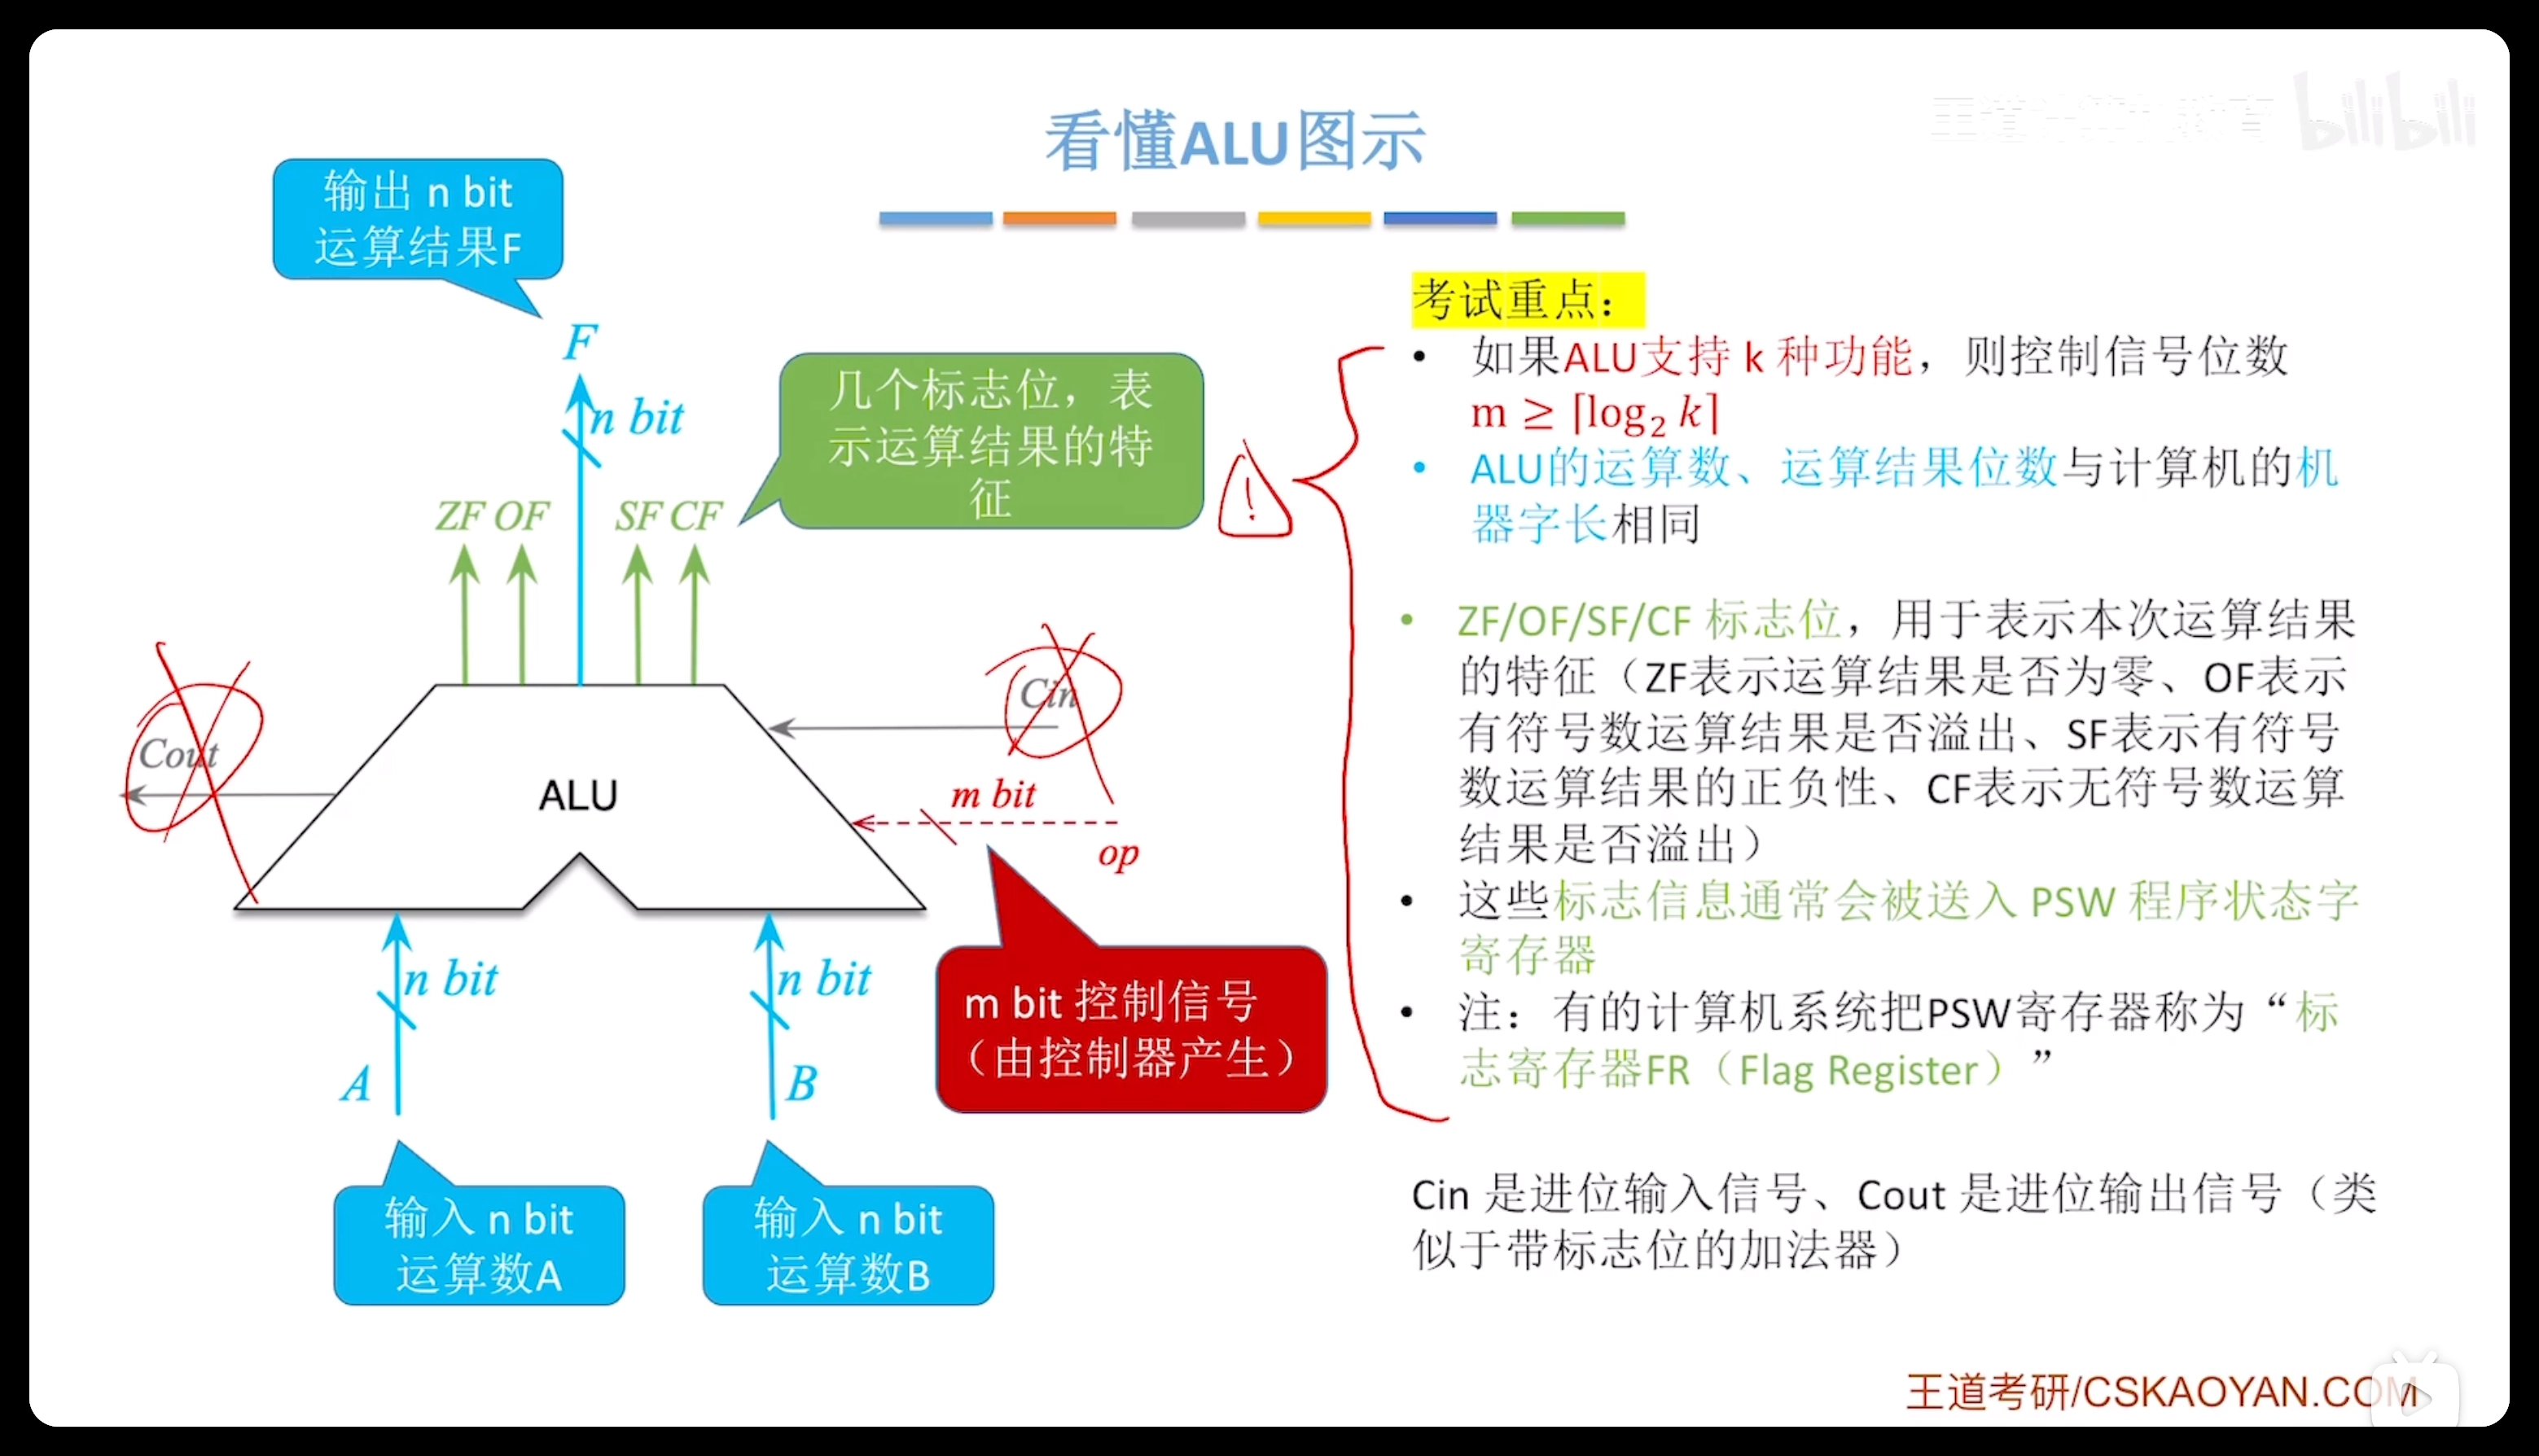 看懂ALU图示
bilibili
输出 n bit
运算结果F
F
n bit
几个标志位，表
示运算结果的特
征
ZF OF SF CF
Cin
Cout
ALU
m bit
op
n bit
n bit
A
B
m bit 控制信号
（由控制器产生）
输入 n bit
运算数A
输入 n bit
运算数B
考试重点：
• 如果ALU支持 k 种功能，则控制信号位数
m ≥ ⌈log₂ k⌉
• ALU的运算数、运算结果位数与计算机的机
器字长相同
• ZF/OF/SF/CF 标志位，用于表示本次运算结果
的特征（ZF表示运算结果是否为零、OF表示
有符号数运算结果是否溢出、SF表示有符号
数运算结果的正负性、CF表示无符号数运算
结果是否溢出）
• 这些标志信息通常会被送入 PSW 程序状态字
寄存器
• 注：有的计算机系统把PSW寄存器称为“标
志寄存器FR（Flag Register）”
Cin 是进位输入信号、Cout 是进位输出信号（类
似于带标志位的加法器）
王道考研/CSKAOYAN.COM